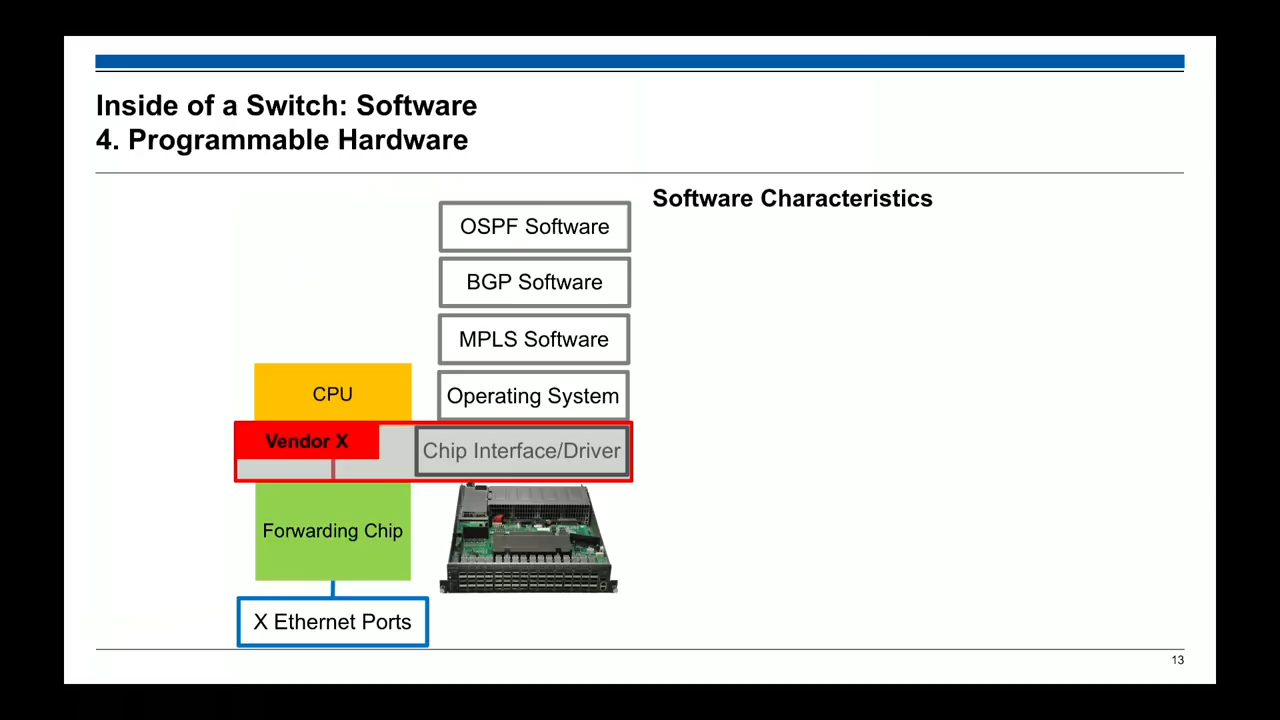 Inside of a Switch: Software
4. Programmable Hardware
Software Characteristics
OSPF Software
BGP Software
MPLS Software
CPU
Operating System
Vendor X
Chip Interface/Driver
Forwarding Chip
X Ethernet Ports
13